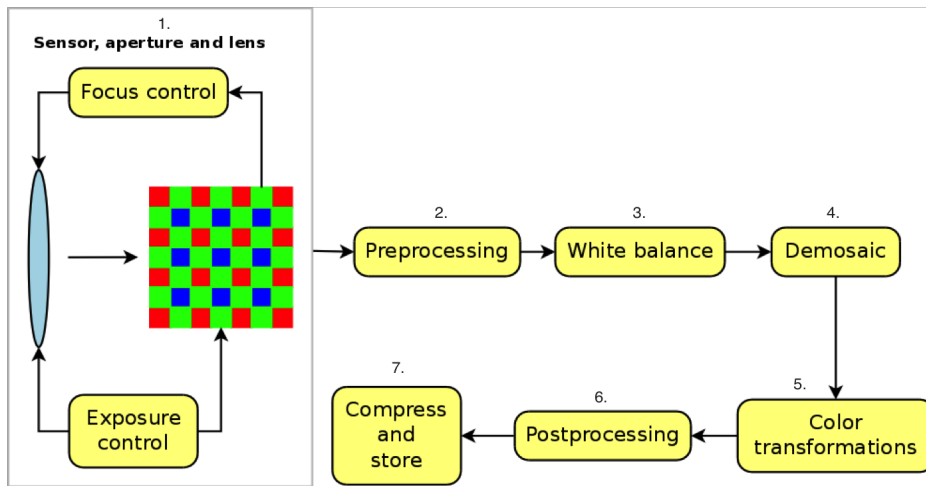 1.
Sensor, aperture and lens
Focus control
Exposure
control
2.
Preprocessing
3.
White balance
4.
Demosaic
5.
Color
transformations
6.
Postprocessing
7.
Compress
and
store